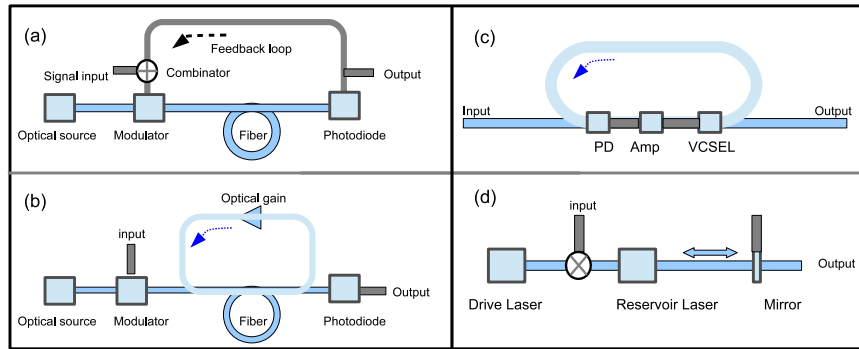 (a)
Feedback loop
Signal input
Combinator
Output
Optical source
Modulator
Fiber
Photodiode
(b)
Optical gain
input
Output
Optical source
Modulator
Fiber
Photodiode
(c)
Input
Output
PD
Amp
VCSEL
(d)
input
Output
Drive Laser
Reservoir Laser
Mirror